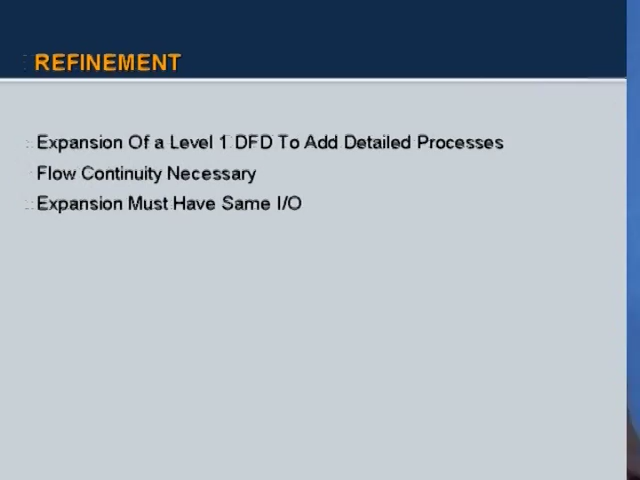 REFINEMENT
Expansion Of a Level 1 DFD To Add Detailed Processes
Flow Continuity Necessary
Expansion Must Have Same I/O